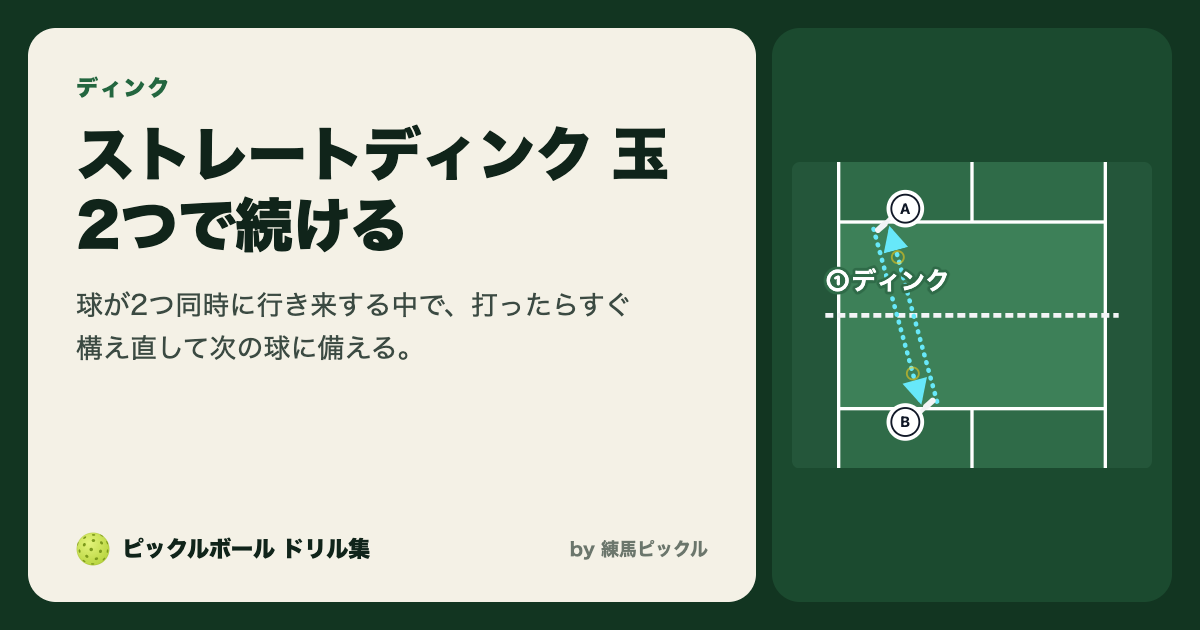 ディンク
ストレートディンク 玉
2つで続ける
球が2つ同時に行き来する中で、打ったらすぐ
構え直して次の球に備える。
ピックルボール ドリル集
by 練馬ピックル
A
①ディンク
B